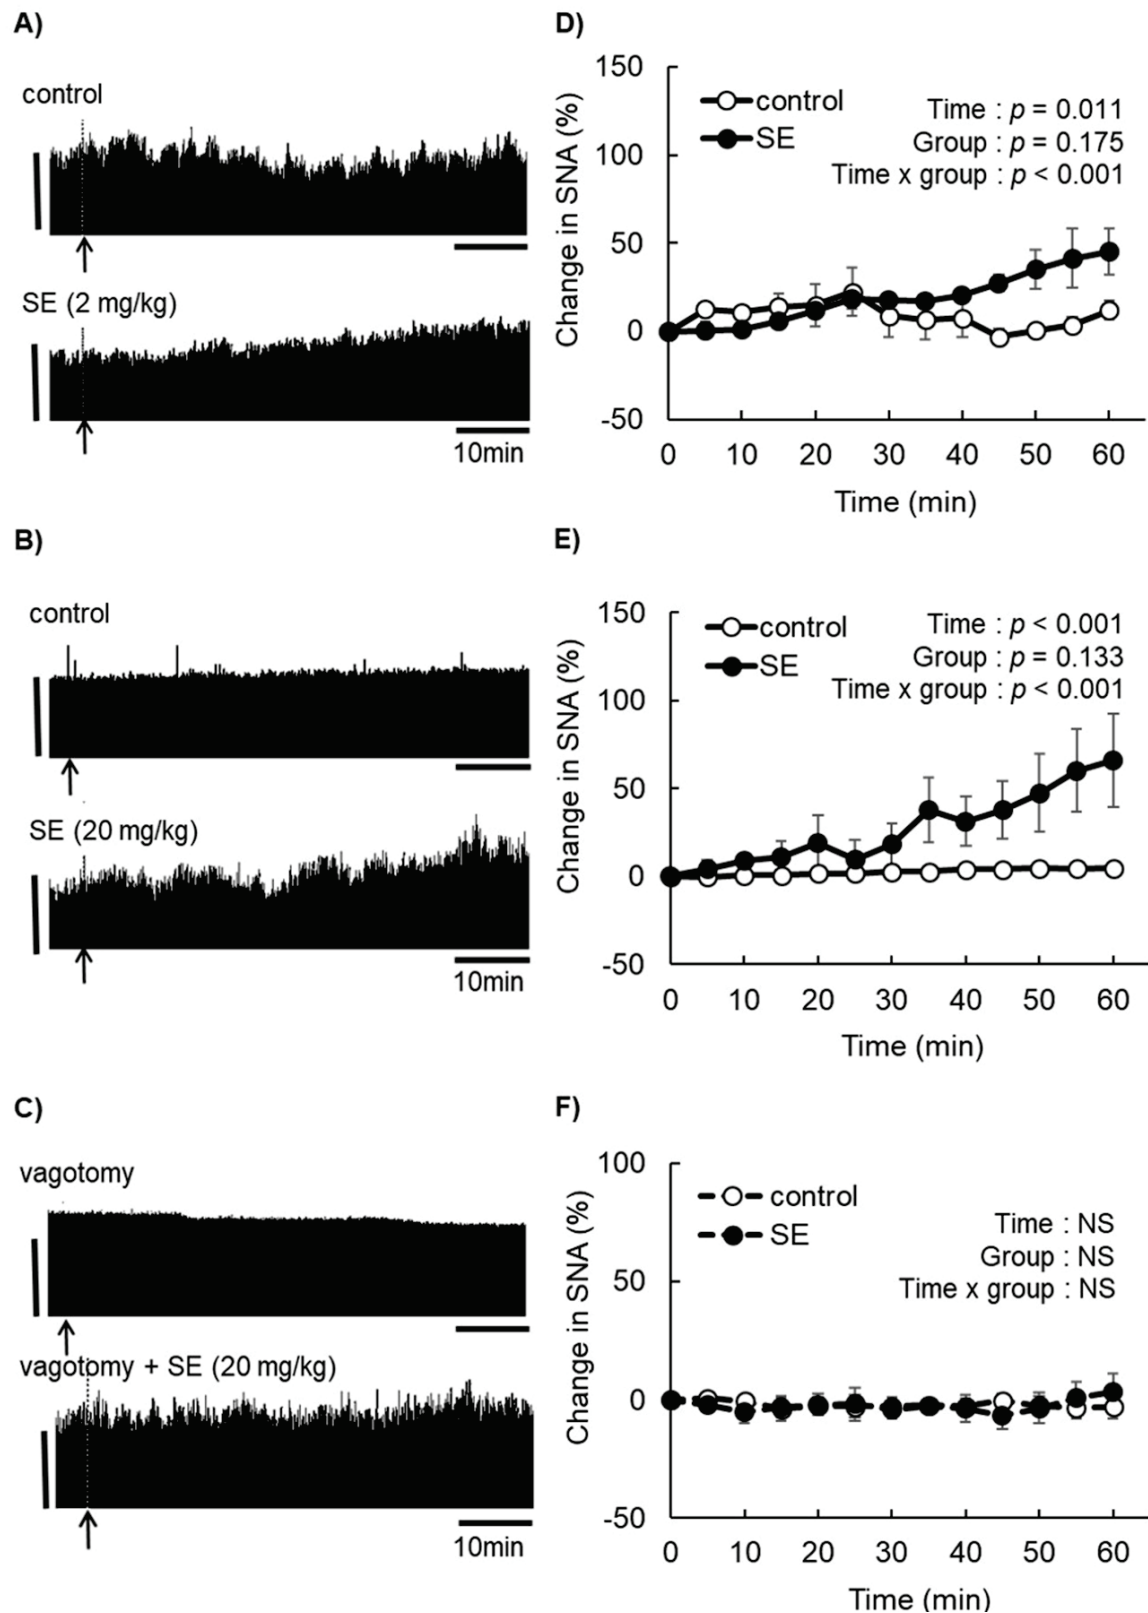 A)
control
SE (2 mg/kg)
10min
D)
Change in SNA (%)
150
100
50
0
-50
control
SE
Time : p = 0.011
Group : p = 0.175
Time x group : p < 0.001
0 10 20 30 40 50 60
Time (min)
B)
control
SE (20 mg/kg)
10min
E)
Change in SNA (%)
150
100
50
0
-50
control
SE
Time : p < 0.001
Group : p = 0.133
Time x group : p < 0.001
0 10 20 30 40 50 60
Time (min)
C)
vagotomy
vagotomy + SE (20 mg/kg)
10min
F)
Change in SNA (%)
100
50
0
-50
control
SE
Time : NS
Group : NS
Time x group : NS
0 10 20 30 40 50 60
Time (min)